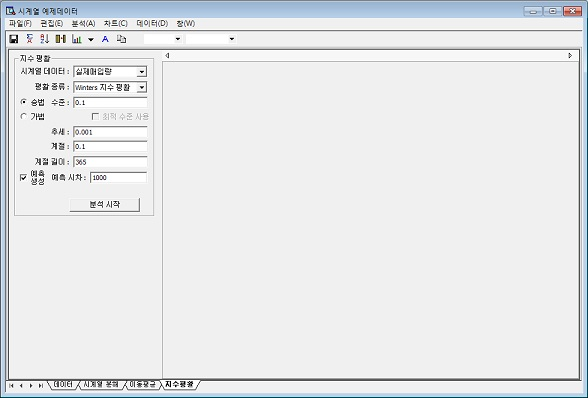 시계열 예제데이터
파일(F) 편집(E) 분석(A) 차트(C) 데이터(D) 창(W)
지수 평활
시계열 데이터 : 실제매입량
평활 종류 : Winters 지수 평활
승법 수준 : 0.1
가법 최적 수준 사용
추세 : 0.001
계절 : 0.1
계절 길이 : 365
예측 생성 예측 시차 : 1000
분석 시작
데이터 시계열 분해 이동평균 지수평활